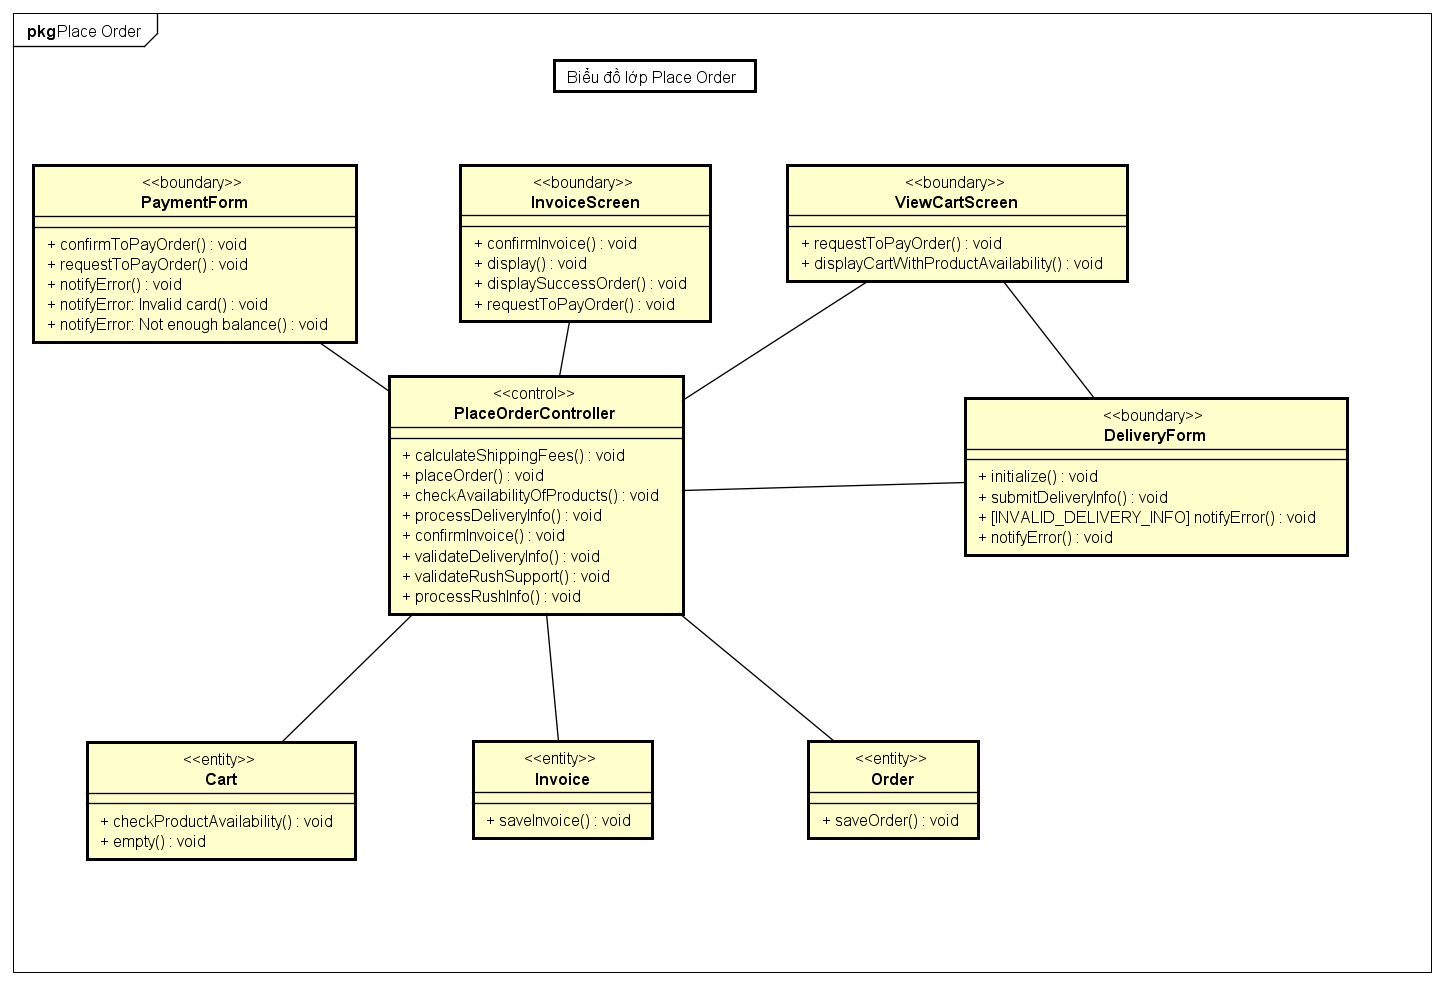 pkgPlace Order
Biểu đồ lớp Place Order
<<boundary>>
PaymentForm
+ confirmToPayOrder() : void
+ requestToPayOrder() : void
+ notifyError() : void
+ notifyError: Invalid card() : void
+ notifyError: Not enough balance() : void
<<boundary>>
InvoiceScreen
+ confirmInvoice() : void
+ display() : void
+ displaySuccessOrder() : void
+ requestToPayOrder() : void
<<boundary>>
ViewCartScreen
+ requestToPayOrder() : void
+ displayCartWithProductAvailability() : void
<<control>>
PlaceOrderController
+ calculateShippingFees() : void
+ placeOrder() : void
+ checkAvailabilityOfProducts() : void
+ processDeliveryInfo() : void
+ confirmInvoice() : void
+ validateDeliveryInfo() : void
+ validateRushSupport() : void
+ processRushInfo() : void
<<boundary>>
DeliveryForm
+ initialize() : void
+ submitDeliveryInfo() : void
+ [INVALID_DELIVERY_INFO] notifyError() : void
+ notifyError() : void
<<entity>>
Cart
+ checkProductAvailability() : void
+ empty() : void
<<entity>>
Invoice
+ saveInvoice() : void
<<entity>>
Order
+ saveOrder() : void